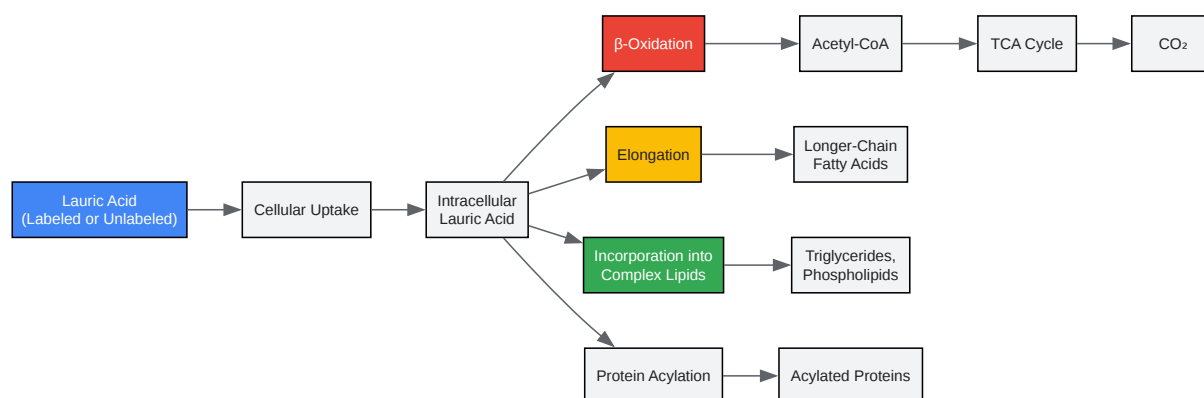 β-Oxidation
Acetyl-CoA
TCA Cycle
CO₂
Elongation
Longer-Chain
Fatty Acids
Lauric Acid
(Labeled or Unlabeled)
Cellular Uptake
Intracellular
Lauric Acid
Incorporation into
Complex Lipids
Triglycerides,
Phospholipids
Protein Acylation
Acylated Proteins